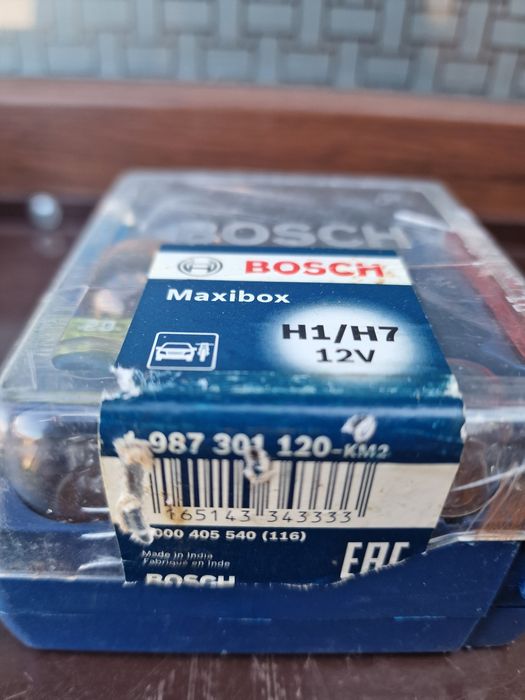 BOSCH
BOSCH
Maxibox
H1/H7
12V
987 301 120-KM2
165143 343333
000 405 540 (116)
Made in India
Fabriqué en Inde
EAC
BOSCH